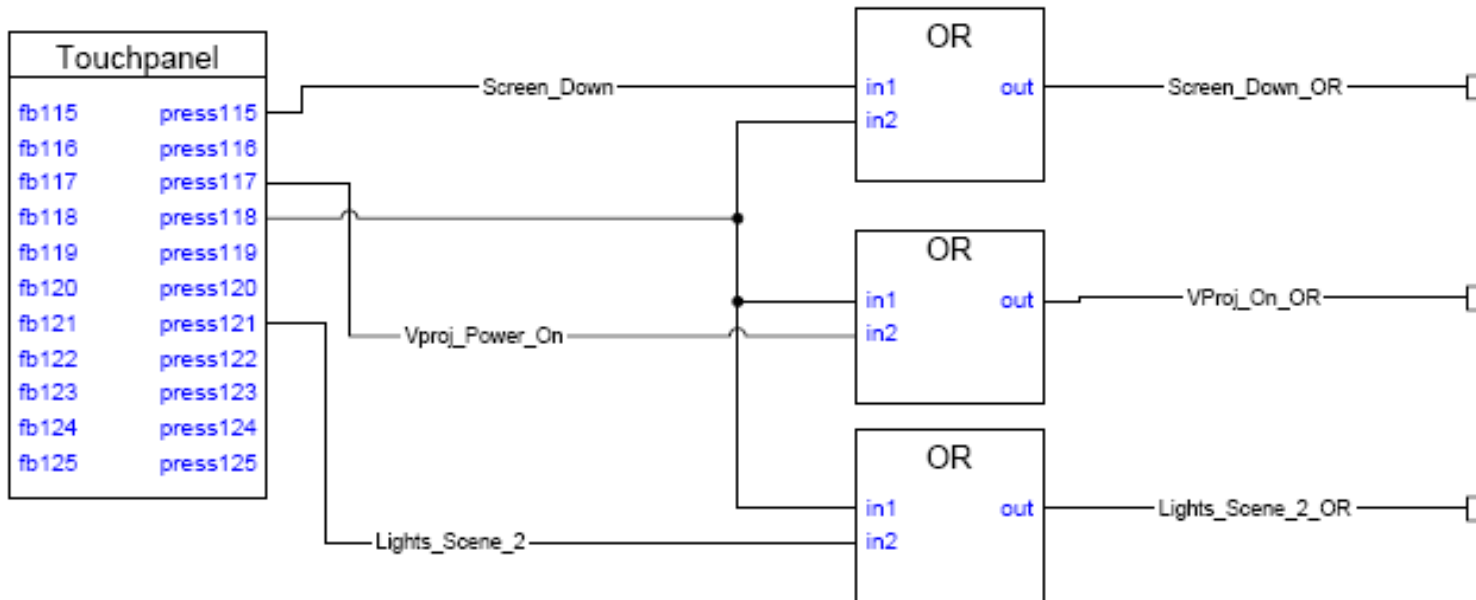 Touchpanel
fb115 press115
fb116 press116
fb117 press117
fb118 press118
fb119 press119
fb120 press120
fb121 press121
fb122 press122
fb123 press123
fb124 press124
fb125 press125
Screen_Down
Vproj_Power_On
Lights_Scene_2
OR
in1 out
in2
Screen_Down_OR
OR
in1 out
in2
VProj_On_OR
OR
in1 out
in2
Lights_Scene_2_OR